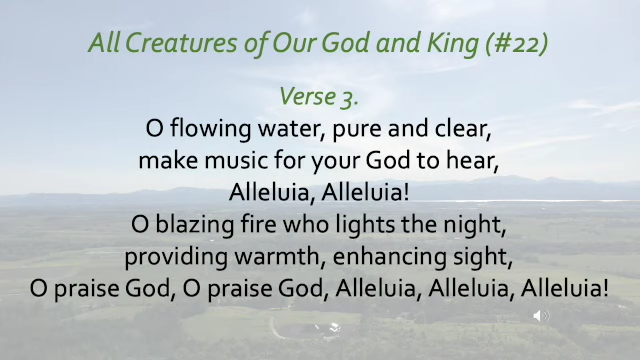 All Creatures of Our God and King (#22)
Verse 3.
O flowing water, pure and clear,
make music for your God to hear,
Alleluia, Alleluia!
O blazing fire who lights the night,
providing warmth, enhancing sight,
O praise God, O praise God, Alleluia, Alleluia, Alleluia!